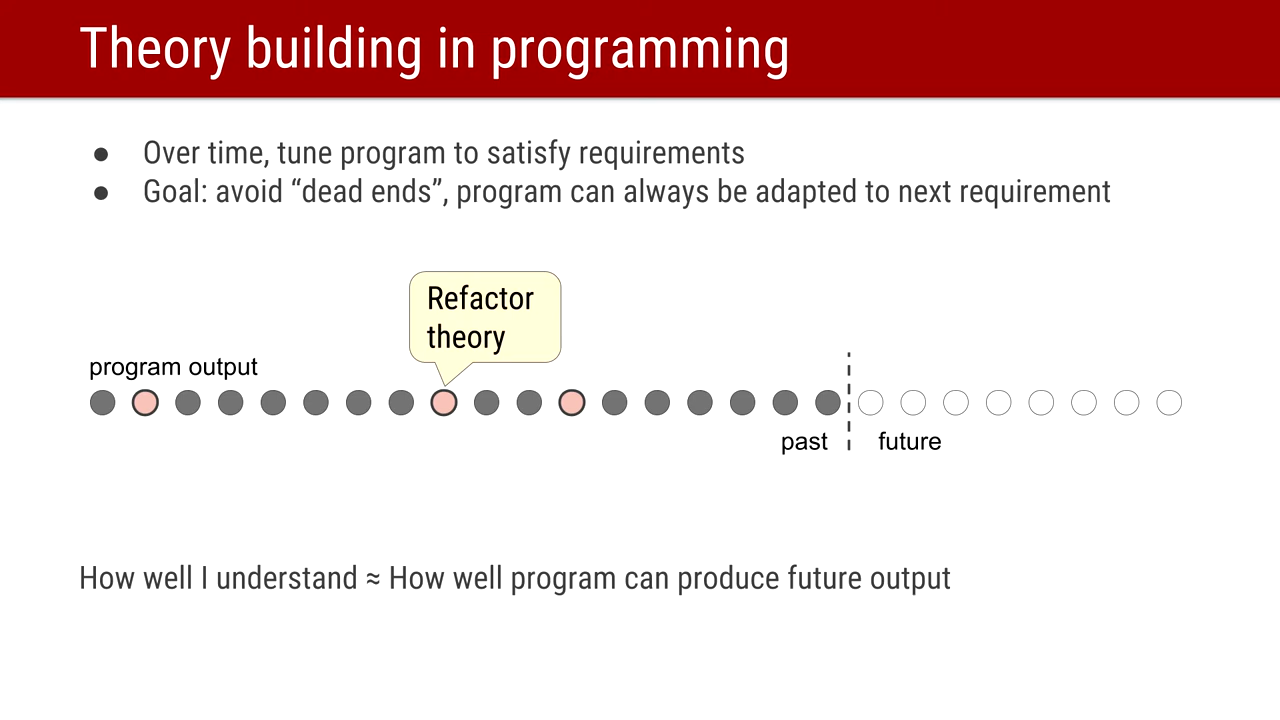 Theory building in programming
● Over time, tune program to satisfy requirements
● Goal: avoid “dead ends”, program can always be adapted to next requirement
Refactor
theory
program output
past
future
How well I understand ≈ How well program can produce future output